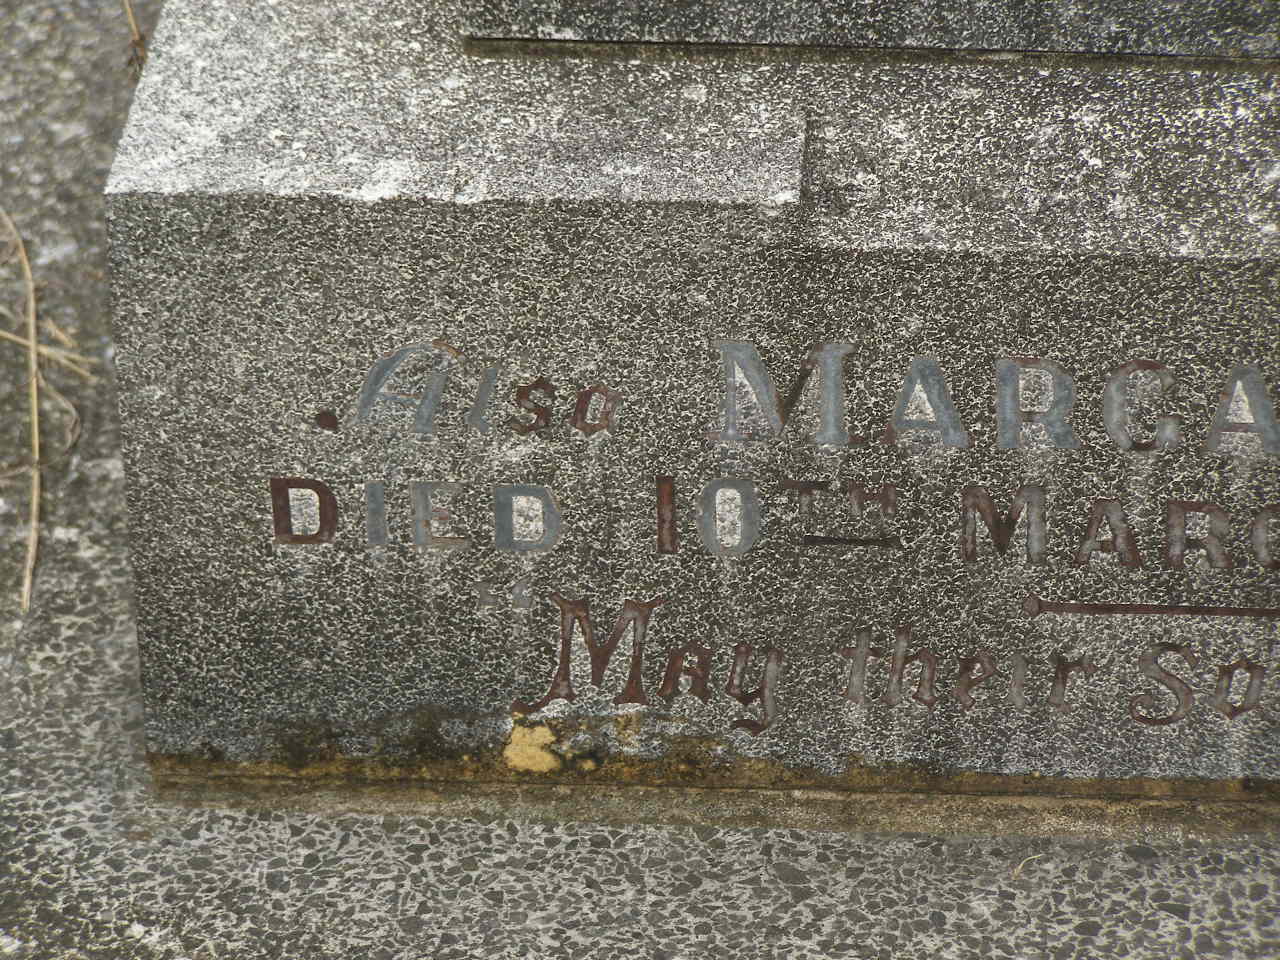 Also MARGA
DIED 10TH MARC
"May their So